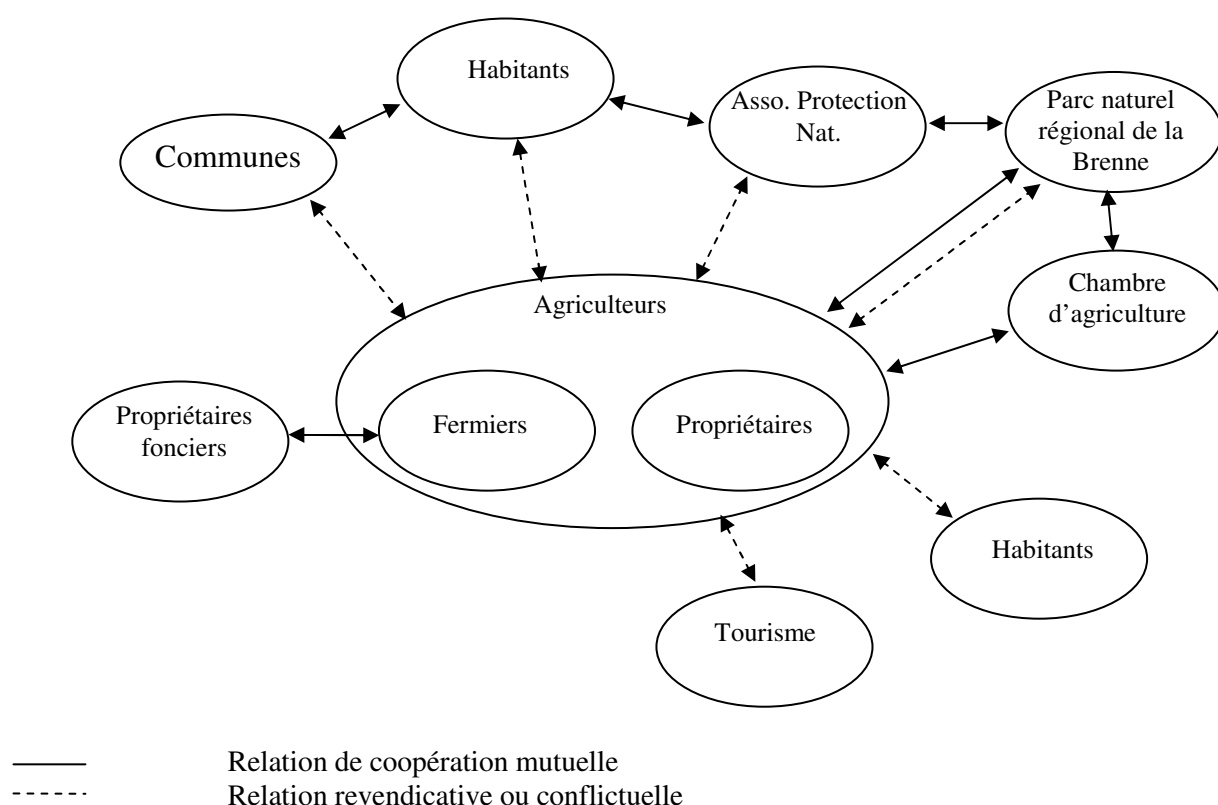 Habitants
Asso. Protection
Nat.
Parc naturel
régional de la
Brenne
Communes
Chambre
d’agriculture
Agriculteurs
Propriétaires
fonciers
Fermiers
Propriétaires
Habitants
Tourisme
Relation de coopération mutuelle
Relation revendicative ou conflictuelle